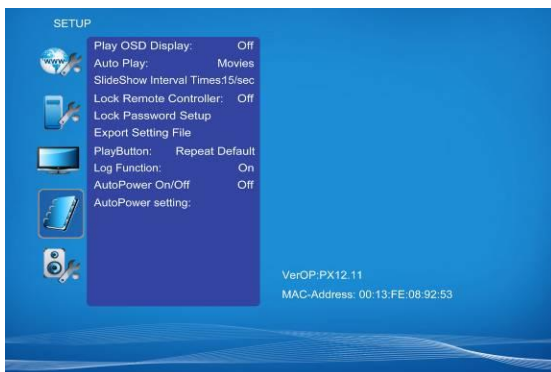 SETUP
www
Play OSD Display: Off
Auto Play: Movies
SlideShow Interval Times:15/sec
Lock Remote Controller: Off
Lock Password Setup
Export Setting File
PlayButton: Repeat Default
Log Function: On
AutoPower On/Off Off
AutoPower setting:
VerOP:PX12.11
MAC-Address: 00:13:FE:08:92:53